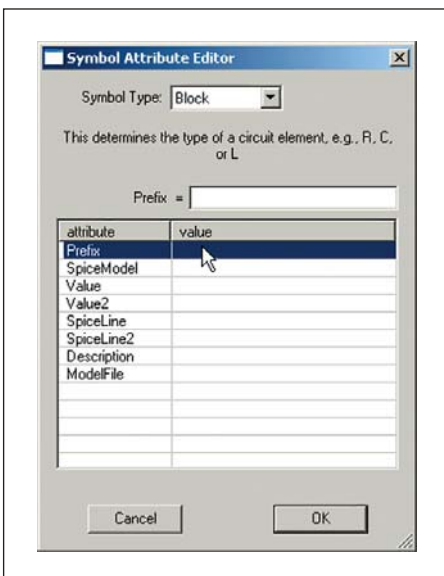 Symbol Attribute Editor
Symbol Type: Block
This determines the type of a circuit element, e.g., R, C,
or L
Prefix =
attribute value
Prefix
SpiceModel
Value
Value2
SpiceLine
SpiceLine2
Description
ModelFile
Cancel OK